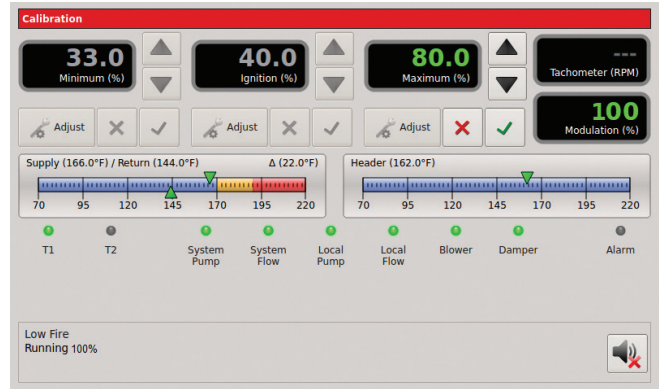 Calibration
33.0
Minimum (%)
40.0
Ignition (%)
80.0
Maximum (%)
---
Tachometer (RPM)
Adjust
Adjust
Adjust
100
Modulation (%)
Supply (166.0°F) / Return (144.0°F) Δ (22.0°F)
70 95 120 145 170 195 220
Header (162.0°F)
70 95 120 145 170 195 220
T1
T2
System
Pump
System
Flow
Local
Pump
Local
Flow
Blower
Damper
Alarm
Low Fire
Running 100%